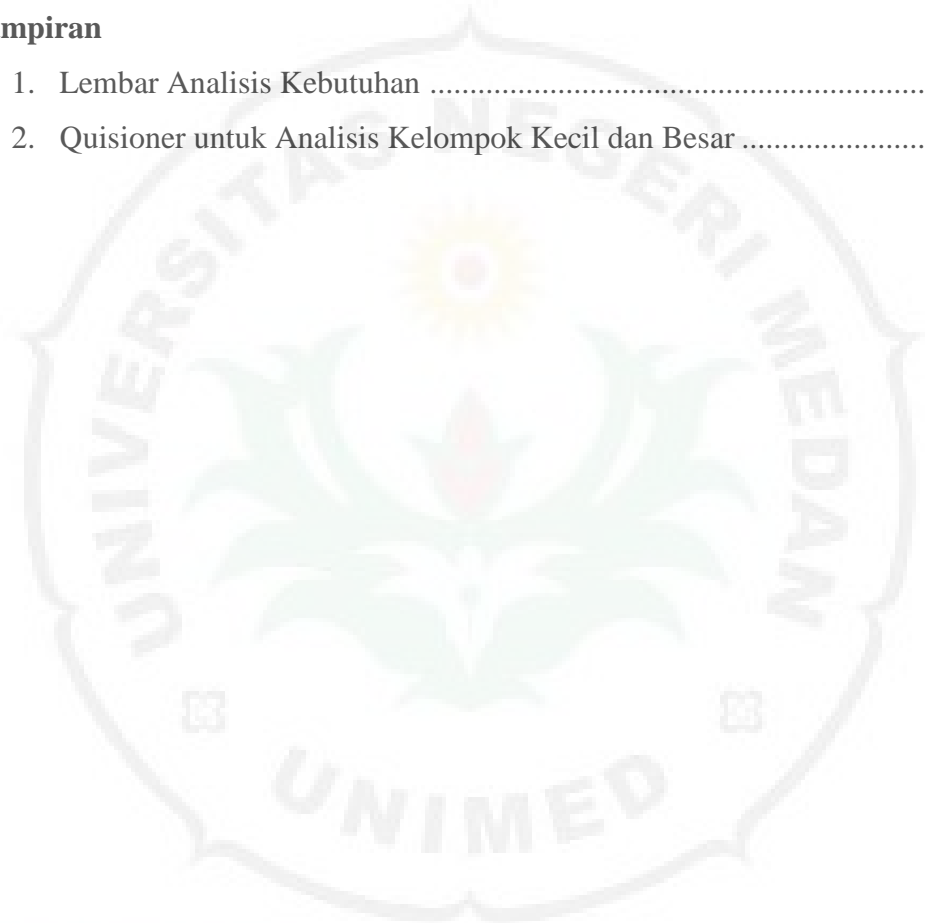 mpiran
1. Lembar Analisis Kebutuhan ..............................................................
2. Quisioner untuk Analisis Kelompok Kecil dan Besar .......................
UNIVERSITAS NEGERI MEDAN
UNIMED